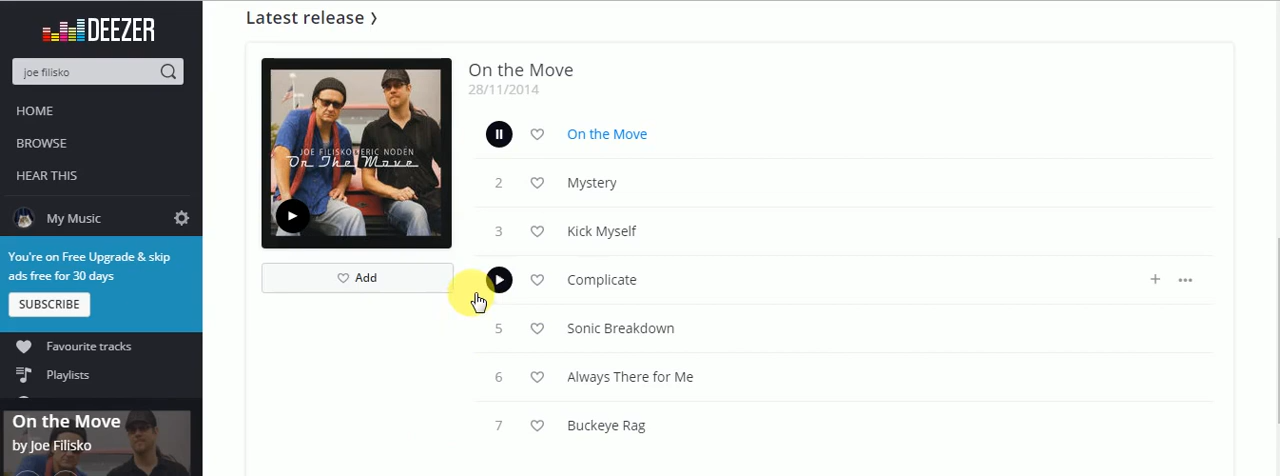 DEEZER
joe filisko
HOME
BROWSE
HEAR THIS
My Music
You're on Free Upgrade & skip
ads free for 30 days
SUBSCRIBE
Favourite tracks
Playlists
On the Move
by Joe Filisko
Latest release
JOE FILISKO/ERIC NODEN
On The Move
Add
On the Move
28/11/2014
On the Move
2 Mystery
3 Kick Myself
Complicate
5 Sonic Breakdown
6 Always There for Me
7 Buckeye Rag